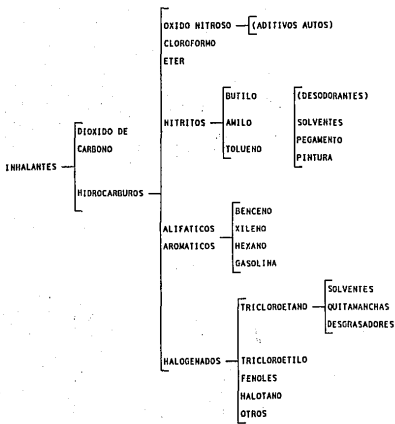 OXIDO NITROSO (ADITIVOS AUTOS)
CLOROFORMO
ETER
BUTILO (DESODORANTES)
NITRITOS AMILO SOLVENTES
PEGAMENTO
TOLUENO PINTURA
DIOXIDO DE
CARBONO
INHALANTES
HIDROCARBUROS
BENCENO
ALIFATICOS XILENO
AROMATICOS HEXANO
GASOLINA
SOLVENTES
TRICLOROETANO QUITAMANCHAS
DESGRASADORES
HALOGENADOS TRICLOROETILO
FENOLES
HALOTANO
OTROS